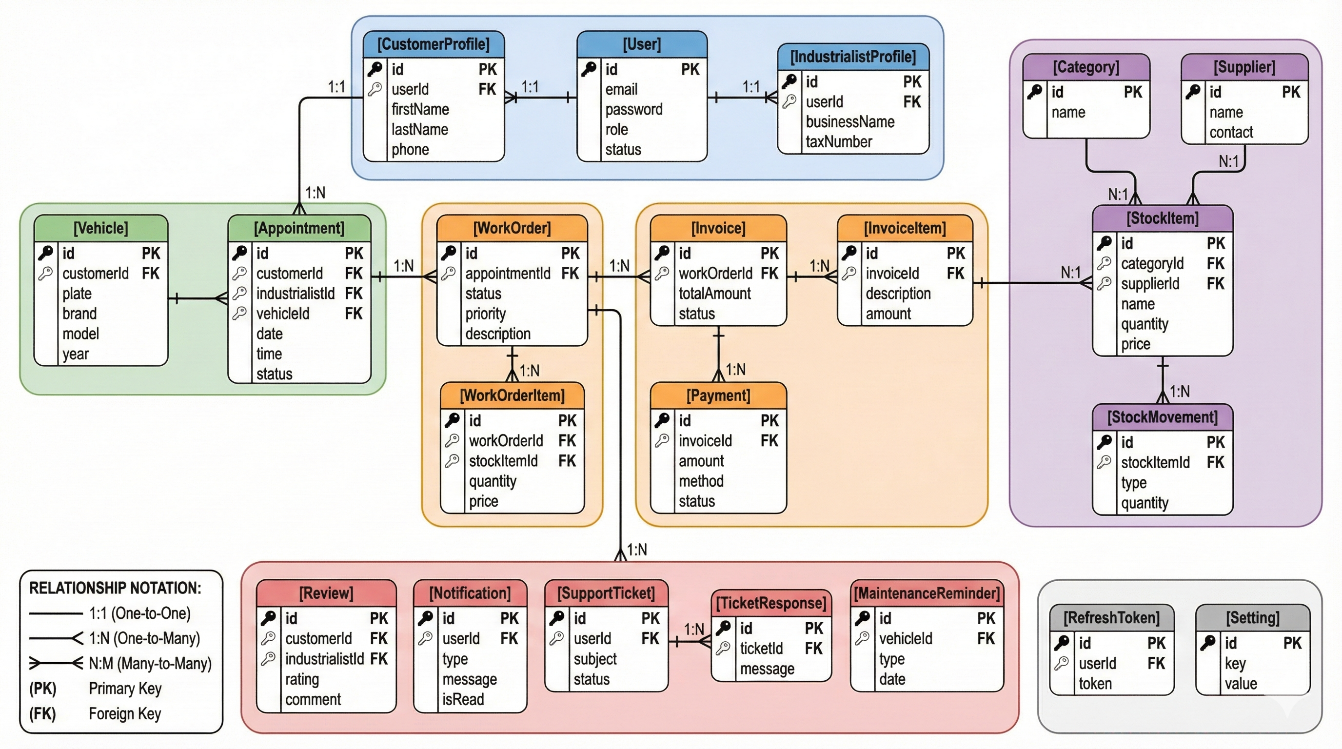 [CustomerProfile]
id PK
userId FK
firstName
lastName
phone
[User]
id PK
email
password
role
status
[IndustrialistProfile]
id PK
userId FK
businessName
taxNumber
1:1
1:1
1:1
1:N
[Category]
id PK
name
[Supplier]
id PK
name
contact
N:1
N:1
[Vehicle]
id PK
customerId FK
plate
brand
model
year
[Appointment]
id PK
customerId FK
industrialistId FK
vehicleId FK
date
time
status
1:N
[WorkOrder]
id PK
appointmentId FK
status
priority
description
1:N
[Invoice]
id PK
workOrderId FK
totalAmount
status
1:N
[InvoiceItem]
id PK
invoiceId FK
description
amount
N:1
[StockItem]
id PK
categoryId FK
supplierId FK
name
quantity
price
1:N
[WorkOrderItem]
id PK
workOrderId FK
stockItemId FK
quantity
price
1:N
[Payment]
id PK
invoiceId FK
amount
method
status
1:N
[StockMovement]
id PK
stockItemId FK
type
quantity
1:N
RELATIONSHIP NOTATION:
1:1 (One-to-One)
1:N (One-to-Many)
N:M (Many-to-Many)
(PK) Primary Key
(FK) Foreign Key
[Review]
id PK
customerId FK
industrialistId FK
rating
comment
[Notification]
id PK
userId FK
type
message
isRead
[SupportTicket]
id PK
userId FK
subject
status
1:N
[TicketResponse]
id PK
ticketId FK
message
[MaintenanceReminder]
id PK
vehicleId FK
type
date
[RefreshToken]
id PK
userId FK
token
[Setting]
id PK
key
value